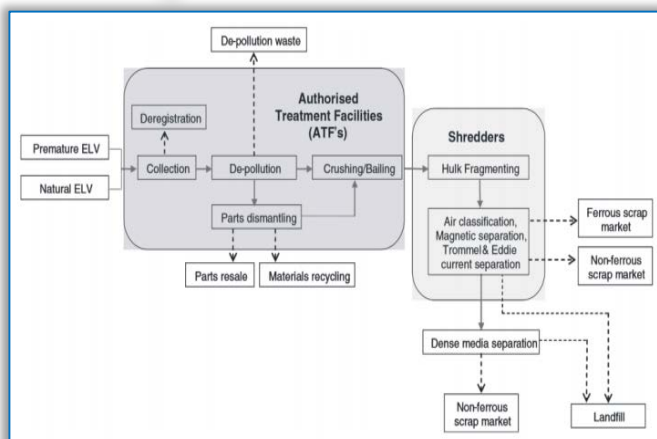 De-pollution waste
Authorised
Treatment Facilities
(ATF's)
Deregistration
Shredders
Premature ELV
Natural ELV
Collection
De-pollution
Crushing/Bailing
Hulk Fragmenting
Parts dismantling
Air classification,
Magnetic separation,
Trommel& Eddie
current separation
Ferrous scrap
market
Non-ferrous
scrap market
Parts resale
Materials recycling
Dense media separation
Non-ferrous
scrap market
Landfill